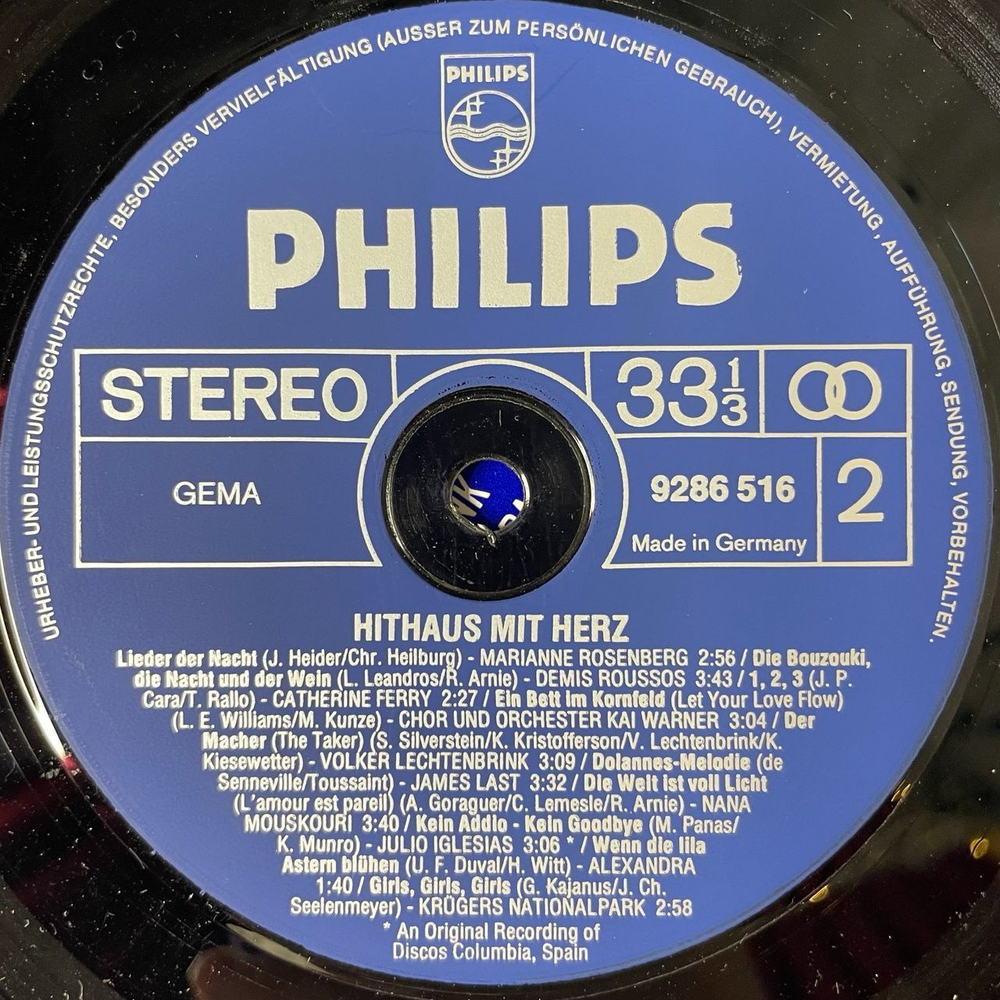 URHEBER- UND LEISTUNGSSCHUTZRECHTE, BESONDERS VERVIELFÄLTIGUNG (AUSSER ZUM PERSÖNLICHEN GEBRAUCH), VERMIETUNG, AUFFÜHRUNG, SENDUNG, VORBEHALTEN.
PHILIPS
PHILIPS
STEREO
33 1/3
GEMA
9286 516
2
Made in Germany
HITHAUS MIT HERZ
Lieder der Nacht (J. Heider/Chr. Heilburg) - MARIANNE ROSENBERG 2:56 / Die Bouzouki,
die Nacht und der Wein (L. Leandros/R. Arnie) - DEMIS ROUSSOS 3:43 / 1, 2, 3 (J. P.
Cara/T. Rallo) - CATHERINE FERRY 2:27 / Ein Bett im Kornfeld (Let Your Love Flow)
(L. E. Williams/M. Kunze) - CHOR UND ORCHESTER KAI WARNER 3:04 / Der
Macher (The Taker) (S. Silverstein/K. Kristofferson/V. Lechtenbrink/K.
Kiesewetter) - VOLKER LECHTENBRINK 3:09 / Dolannes-Melodie (de
Senneville/Toussaint) - JAMES LAST 3:32 / Die Welt ist voll Licht
(L'amour est pareil) (A. Goraguer/C. Lemesle/R. Arnie) - NANA
MOUSKOURI 3:40 / Kein Addio - Kein Goodbye (M. Panas/
K. Munro) - JULIO IGLESIAS 3:06 * / Wenn die lila
Astern blühen (U. F. Duval/H. Witt) - ALEXANDRA
1:40 / Girls, Girls, Girls (G. Kajanus/J. Ch.
Seelenmeyer) - KRÜGERS NATIONALPARK 2:58
* An Original Recording of
Discos Columbia, Spain